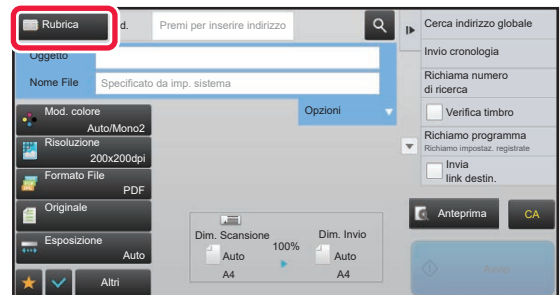 Rubrica
d.
Premi per inserire indirizzo
Oggetto
Nome File
Specificato da imp. sistema
Opzioni
Mod. colore
Auto/Mono2
Risoluzione
200x200dpi
Formato File
PDF
Originale
Esposizione
Auto
Altri
Dim. Scansione
100%
Dim. Invio
Auto
A4
Auto
A4
Cerca indirizzo globale
Invio cronologia
Richiama numero
di ricerca
Verifica timbro
Richiamo programma
Richiamo impostaz. registrate
Invia
link destin.
Anteprima
CA
Avvio